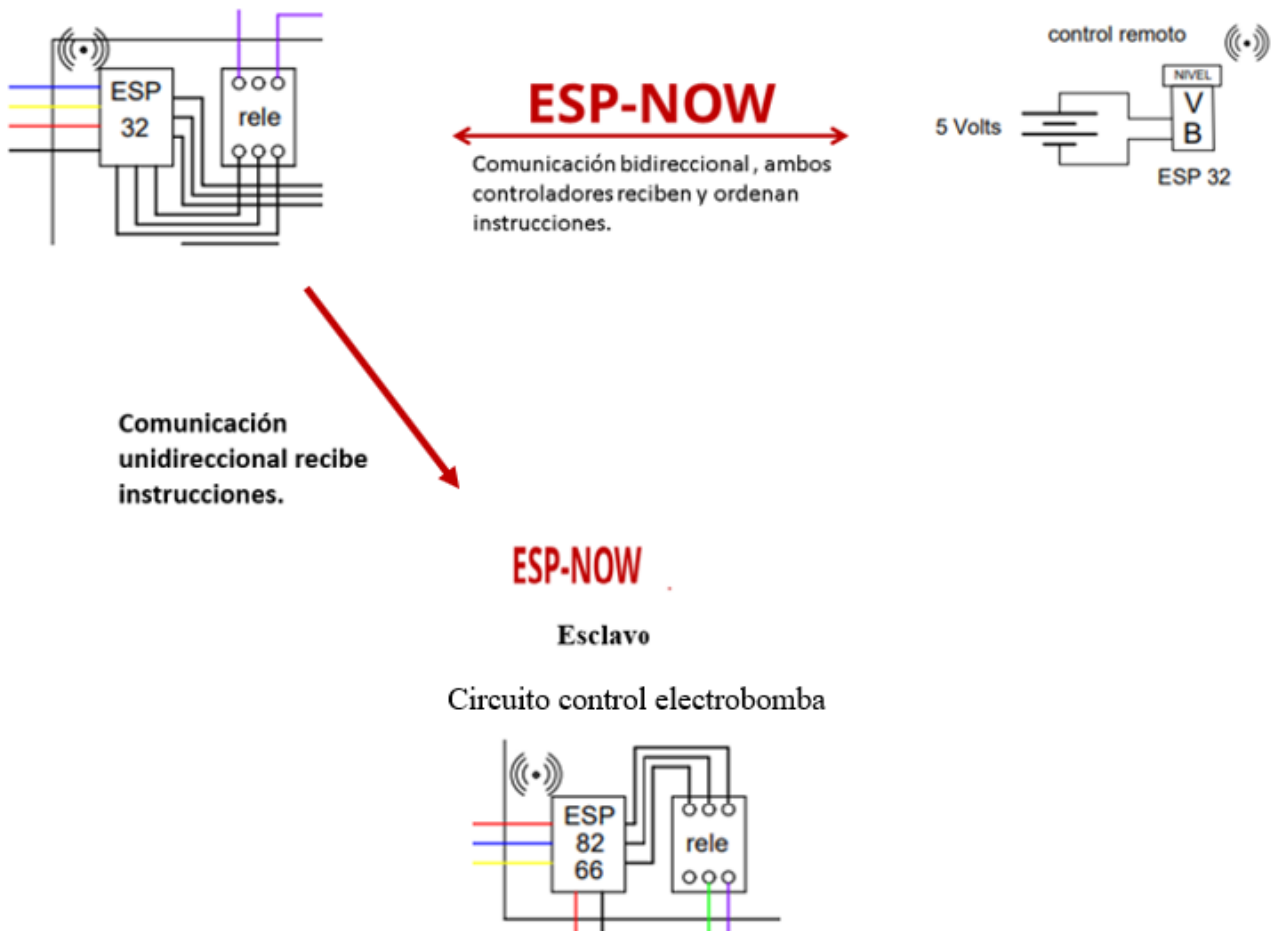 ESP
32
rele
ESP-NOW
Comunicación bidireccional, ambos
controladores reciben y ordenan
instrucciones.
control remoto
5 Volts
NIVEL
V
B
ESP 32
Comunicación
unidireccional recibe
instrucciones.
ESP-NOW
Esclavo
Circuito control electrobomba
ESP
82
66
rele